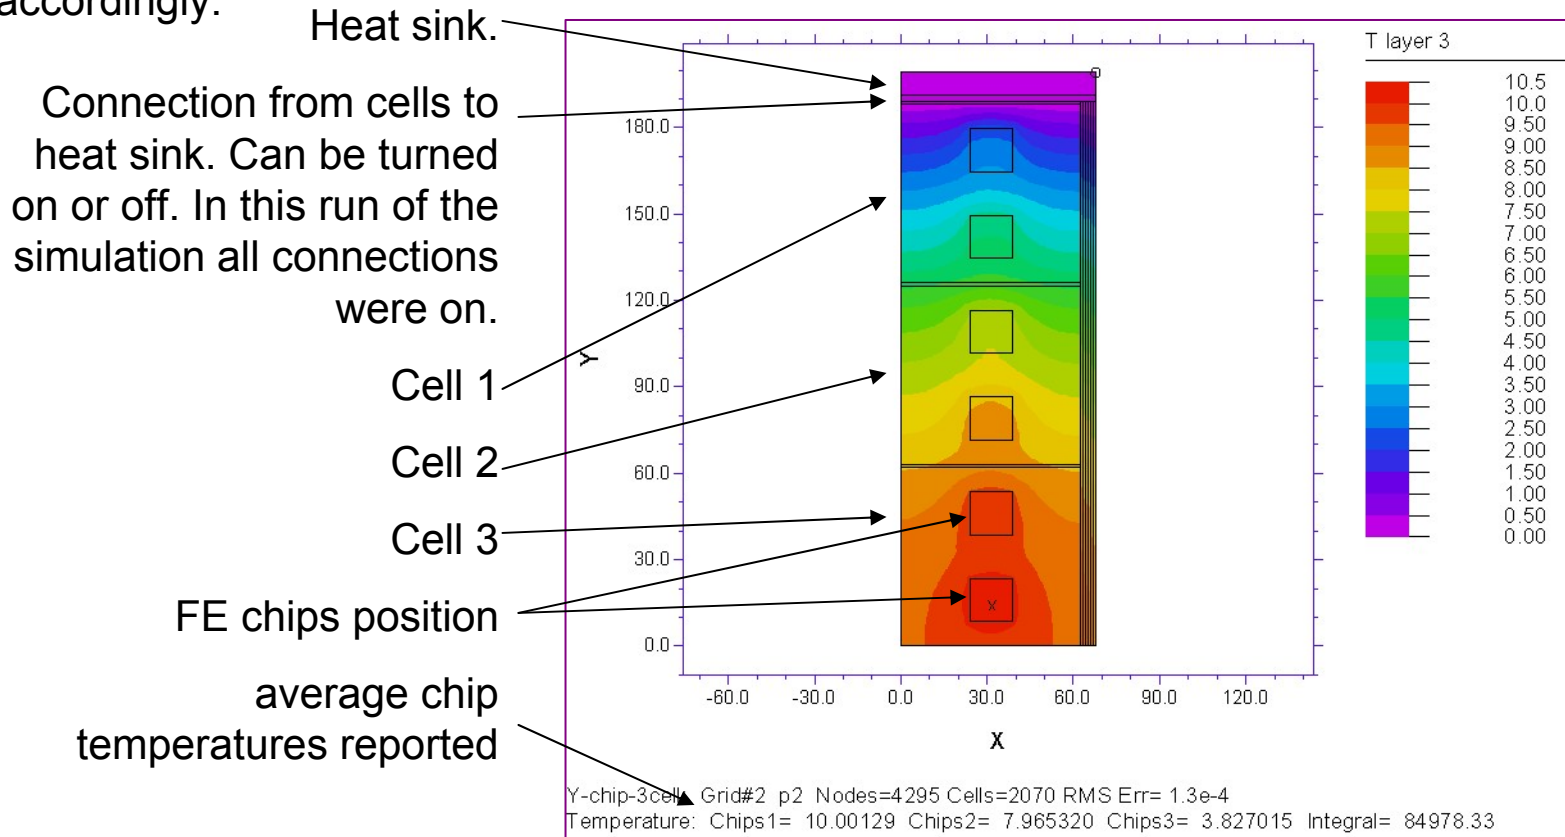 accordingly.
Heat sink.
Connection from cells to
heat sink. Can be turned
on or off. In this run of the
simulation all connections
were on.
Cell 1
Cell 2
Cell 3
FE chips position
average chip
temperatures reported
T layer 3
10.5
10.0
9.50
9.00
8.50
8.00
7.50
7.00
6.50
6.00
5.50
5.00
4.50
4.00
3.50
3.00
2.50
2.00
1.50
1.00
0.50
0.00
180.0
150.0
120.0
90.0
60.0
30.0
0.0
Y
x
-60.0 -30.0 0.0 30.0 60.0 90.0 120.0
X
Y-chip-3cell: Grid#2 p2 Nodes=4295 Cells=2070 RMS Err= 1.3e-4
Temperature: Chips1= 10.00129 Chips2= 7.965320 Chips3= 3.827015 Integral= 84978.33